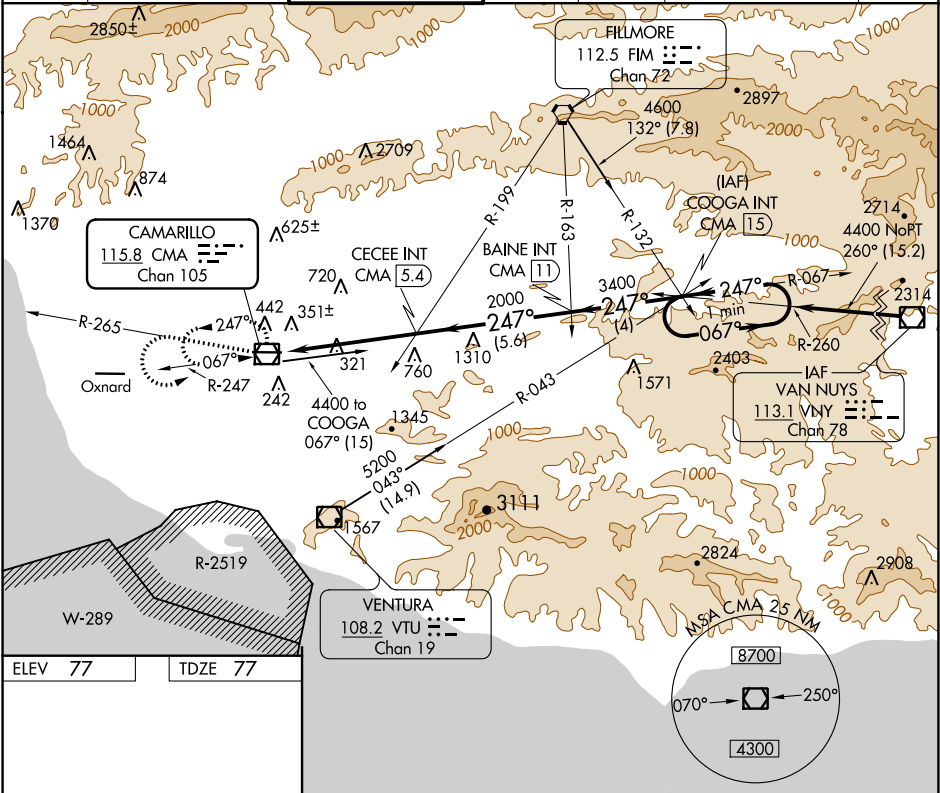 2850±
2000
1000
FILLMORE
112.5 FIM
Chan 72
1000
2897
4600
132° (7.8)
2000
1000
1464
874
1000
2709
R-199
R-163
R-132
(IAF)
COOGA INT
CMA 15
2714
4400 NoPT
260° (15.2)
1370
CAMARILLO
115.8 CMA
Chan 105
625±
CECEE INT
CMA 5.4
BAINE INT
CMA 11
1000
720
3400
247°
R-067
2314
R-265
442
351±
2000
247°
(5.6)
247°
(4)
1 min
067°
R-260
247°
067°
R-247
Oxnard
321
760
1310
242
1571
2403
IAF
VAN NUYS
113.1 VNY
Chan 78
4400 to
COOGA
067° (15)
1345
R-043
1000
5200
043°
(14.9)
1000
1567
3111
2000
2824
2908
1000
R-2519
W-289
VENTURA
108.2 VTU
Chan 19
MSA CMA 25 NM
8700
070°
250°
4300
ELEV 77
TDZE 77